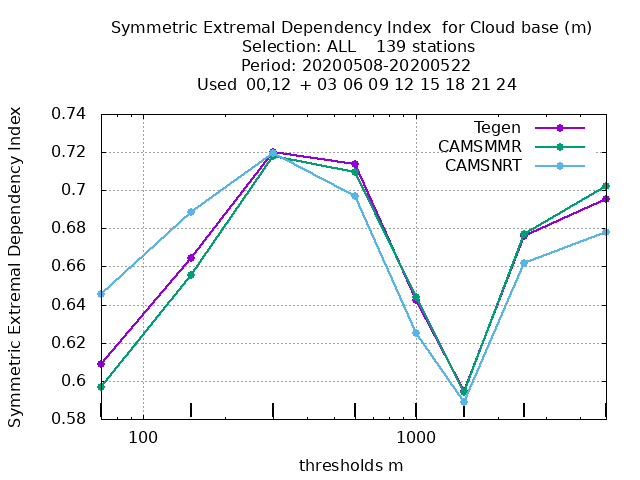 Symmetric Extremal Dependency Index  for Cloud base (m)
Selection: ALL    139 stations
Period: 20200508-20200522
Used  00,12  + 03 06 09 12 15 18 21 24
Symmetric Extremal Dependency Index
0.74
0.72
0.7
0.68
0.66
0.64
0.62
0.6
0.58
Tegen
CAMSMMR
CAMSNRT
100
1000
thresholds m